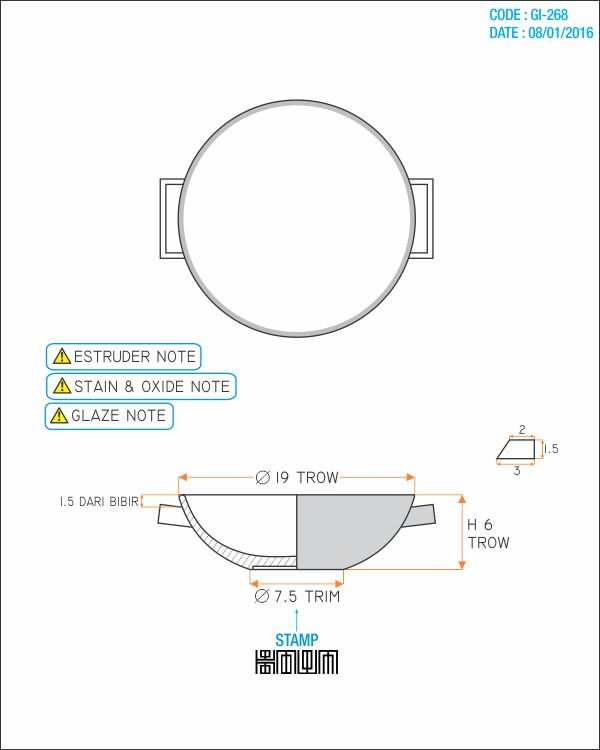 CODE : GI-268
DATE : 08/01/2016
ESTRUDER NOTE
STAIN & OXIDE NOTE
GLAZE NOTE
2
1.5
3
∅ 19 TROW
1.5 DARI BIBIR
H 6
TROW
∅ 7.5 TRIM
STAMP